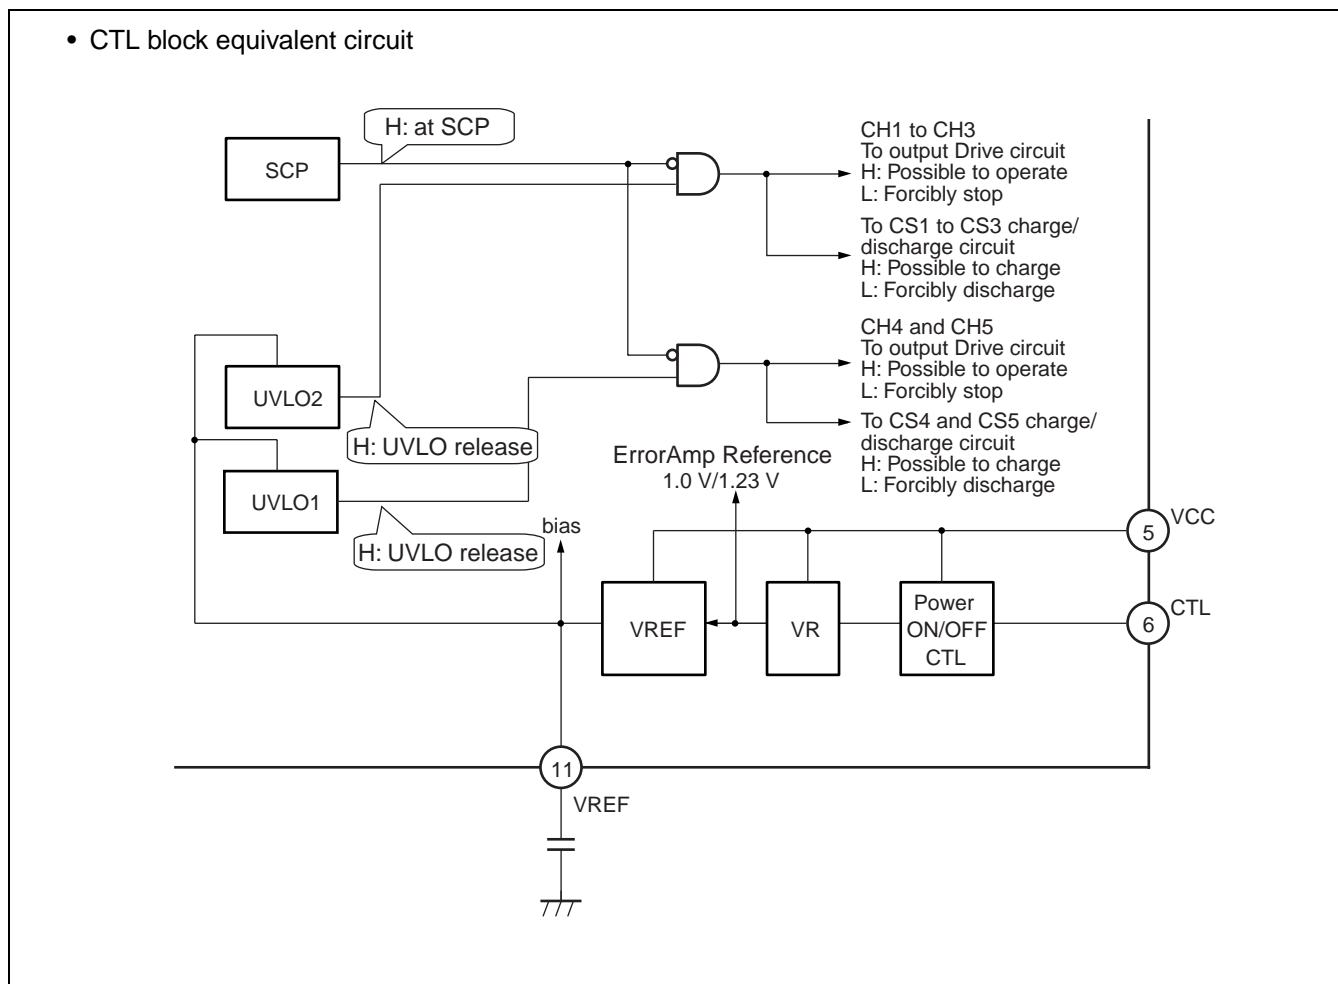 • CTL block equivalent circuit
H: at SCP
SCP
CH1 to CH3
To output Drive circuit
H: Possible to operate
L: Forcibly stop
To CS1 to CS3 charge/
discharge circuit
H: Possible to charge
L: Forcibly discharge
CH4 and CH5
To output Drive circuit
H: Possible to operate
L: Forcibly stop
To CS4 and CS5 charge/
discharge circuit
H: Possible to charge
L: Forcibly discharge
UVLO2
H: UVLO release
UVLO1
H: UVLO release
ErrorAmp Reference
1.0 V/1.23 V
bias
VREF
VR
Power
ON/OFF
CTL
5
VCC
6
CTL
11
VREF